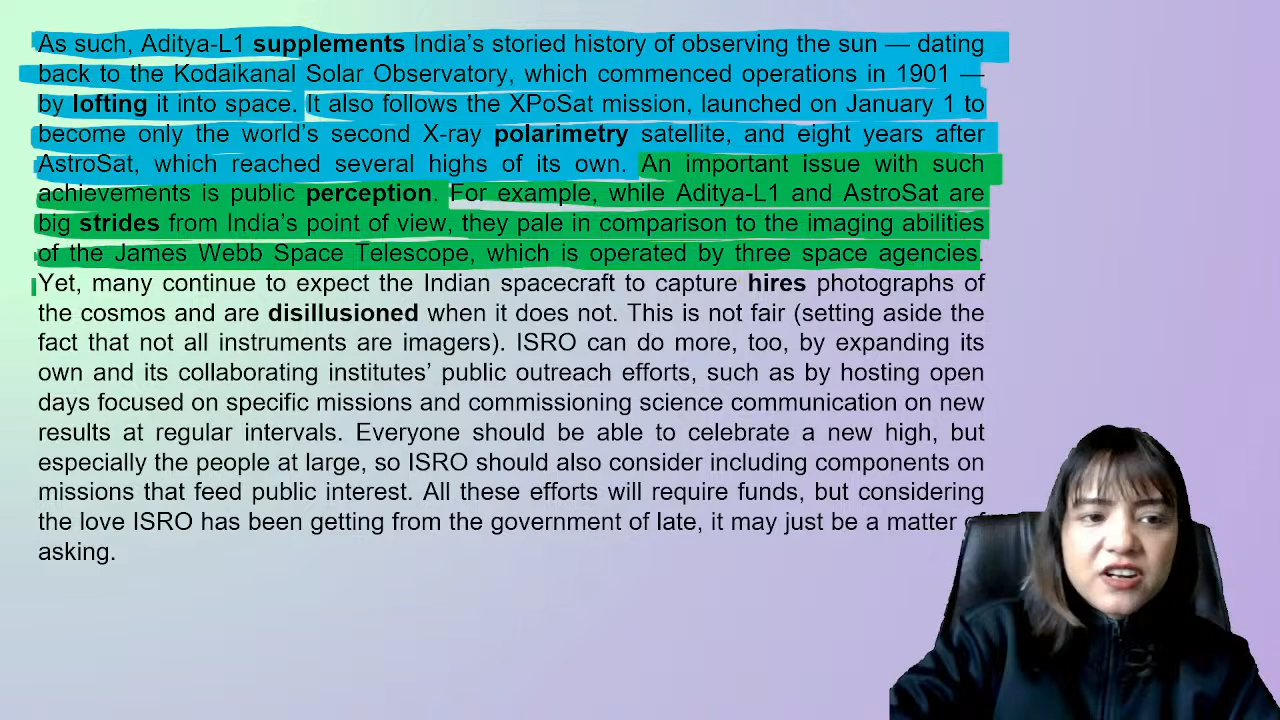 As such, Aditya-L1 supplements India's storied history of observing the sun — dating
back to the Kodaikanal Solar Observatory, which commenced operations in 1901 —
by lofting it into space. It also follows the XPoSat mission, launched on January 1 to
become only the world's second X-ray polarimetry satellite, and eight years after
AstroSat, which reached several highs of its own. An important issue with such
achievements is public perception. For example, while Aditya-L1 and AstroSat are
big strides from India's point of view, they pale in comparison to the imaging abilities
of the James Webb Space Telescope, which is operated by three space agencies.
Yet, many continue to expect the Indian spacecraft to capture hires photographs of
the cosmos and are disillusioned when it does not. This is not fair (setting aside the
fact that not all instruments are imagers). ISRO can do more, too, by expanding its
own and its collaborating institutes' public outreach efforts, such as by hosting open
days focused on specific missions and commissioning science communication on new
results at regular intervals. Everyone should be able to celebrate a new high, but
especially the people at large, so ISRO should also consider including components on
missions that feed public interest. All these efforts will require funds, but considering
the love ISRO has been getting from the government of late, it may just be a matter of
asking.